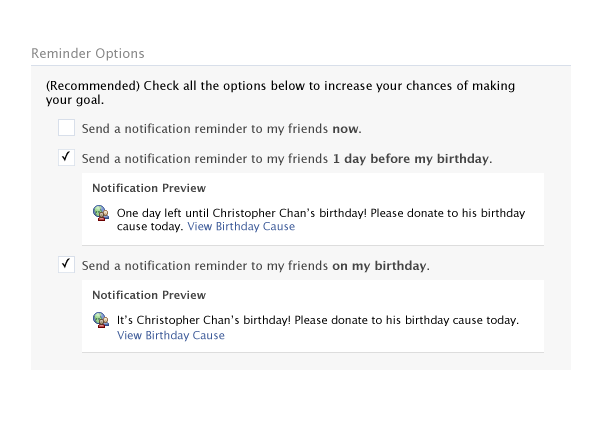 Reminder Options
(Recommended) Check all the options below to increase your chances of making
your goal.
Send a notification reminder to my friends now.
Send a notification reminder to my friends 1 day before my birthday.
Notification Preview
One day left until Christopher Chan's birthday! Please donate to his birthday
cause today. View Birthday Cause
Send a notification reminder to my friends on my birthday.
Notification Preview
It's Christopher Chan's birthday! Please donate to his birthday cause today.
View Birthday Cause